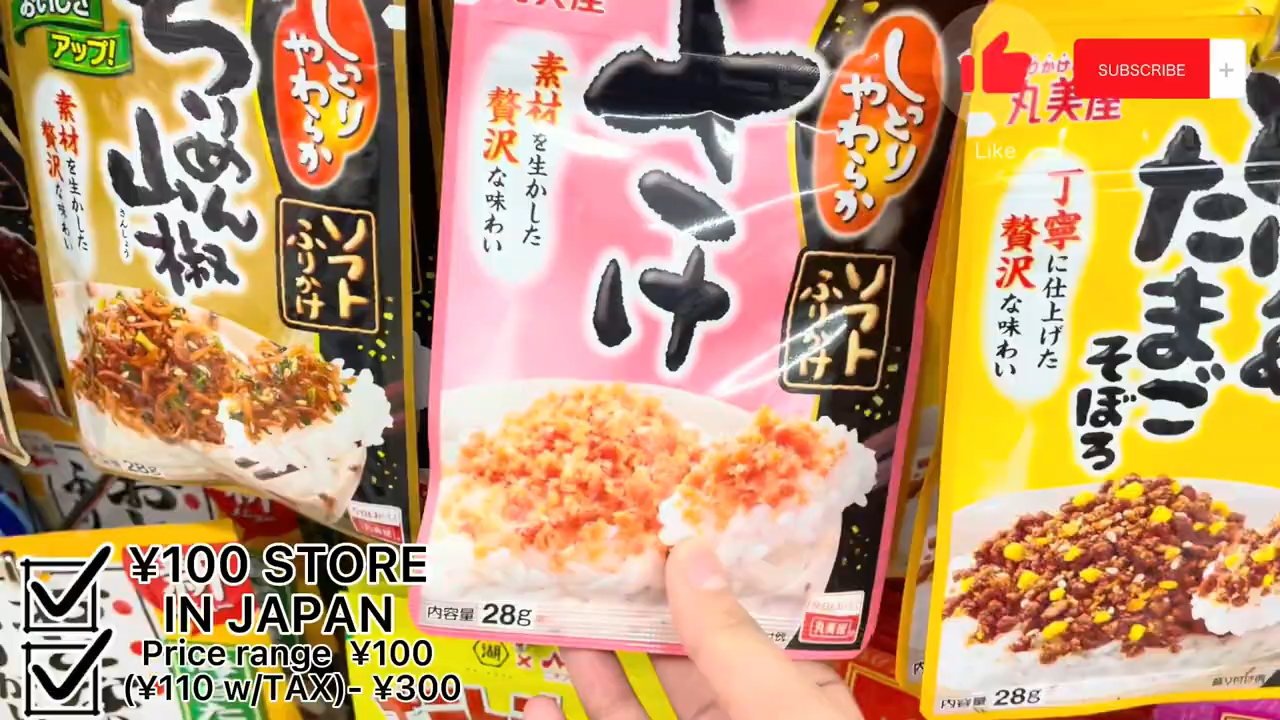 おいしさ
アップ!
しっとり
やわらか
素材を生かした
贅沢な味わい
山椒
さんしょう
ソフト
ふりかけ
28g
丸美屋
しっとり
やわらか
素材を生かした
贅沢な味わい
さけ
ソフト
ふりかけ
内容量 28g
丸美屋
SUBSCRIBE
Like
丸美屋
丁寧に仕上げた
贅沢な味わい
たまご
そぼろ
内容量 28g
¥100 STORE
IN JAPAN
Price range ¥100
(¥110 w/TAX)- ¥300